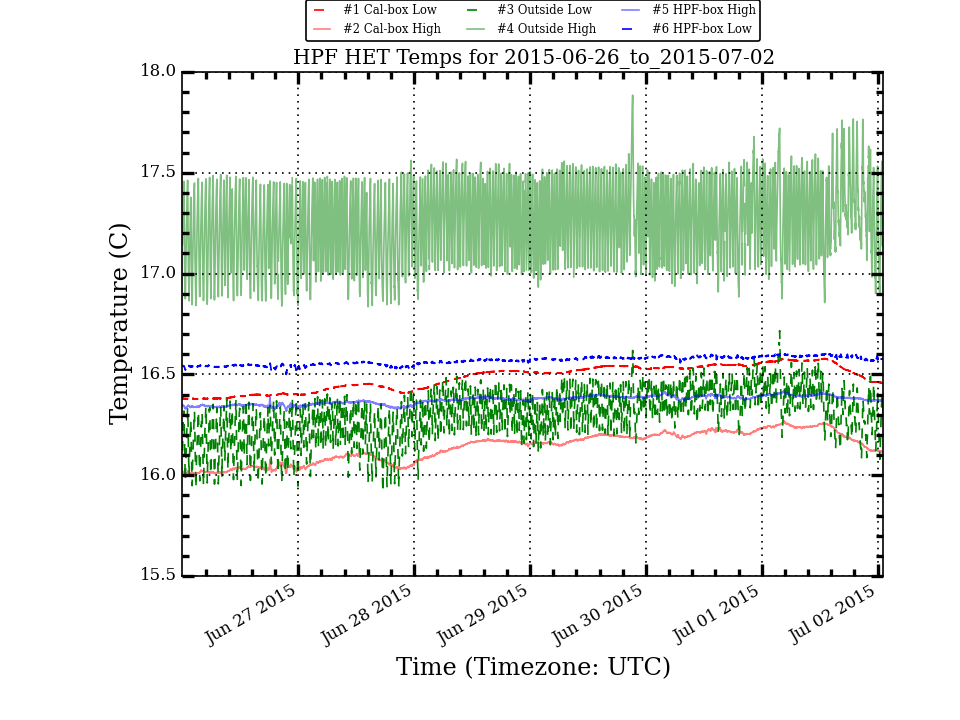 #1 Cal-box Low #3 Outside Low #5 HPF-box High
#2 Cal-box High #4 Outside High #6 HPF-box Low
HPF HET Temps for 2015-06-26_to_2015-07-02
18.0
17.5
17.0
16.5
16.0
15.5
Temperature (C)
Jun 27 2015 Jun 28 2015 Jun 29 2015 Jun 30 2015 Jul 01 2015 Jul 02 2015
Time (Timezone: UTC)